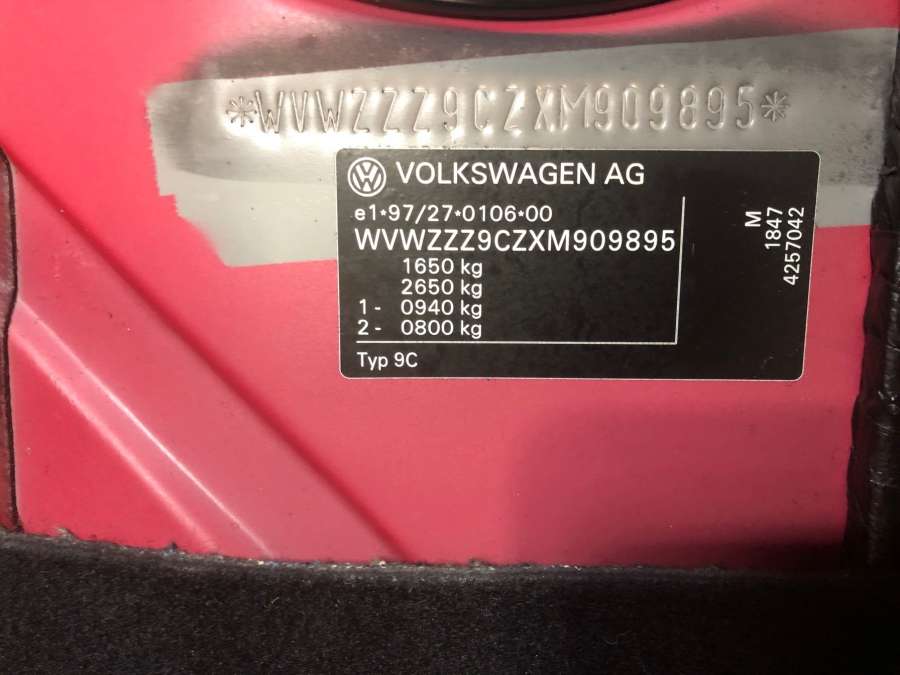 *WVWZZZ9CZXM909895*
VOLKSWAGEN AG
e1*97/27*0106*00
WVWZZZ9CZXM909895
1650 kg
2650 kg
1 - 0940 kg
2 - 0800 kg
Typ 9C
M
1847
4257042